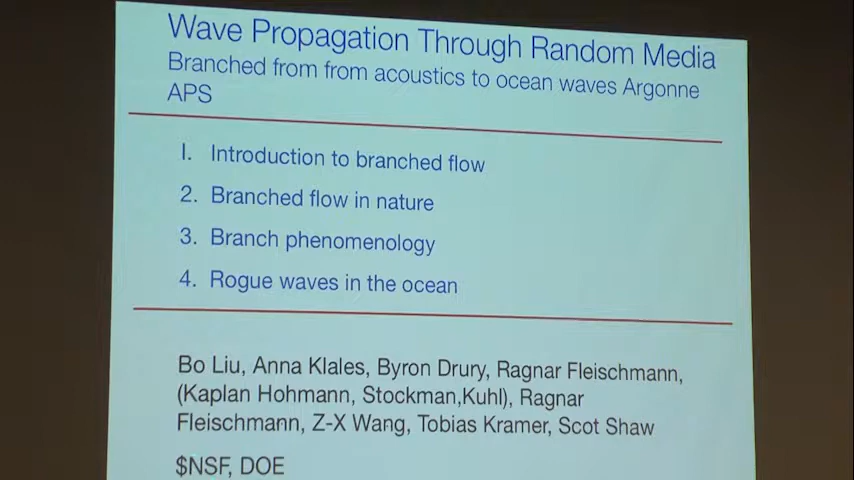 Wave Propagation Through Random Media
Branched from from acoustics to ocean waves Argonne
APS
I. Introduction to branched flow
2. Branched flow in nature
3. Branch phenomenology
4. Rogue waves in the ocean
Bo Liu, Anna Klales, Byron Drury, Ragnar Fleischmann,
(Kaplan Hohmann, Stockman,Kuhl), Ragnar
Fleischmann, Z-X Wang, Tobias Kramer, Scot Shaw
$NSF, DOE